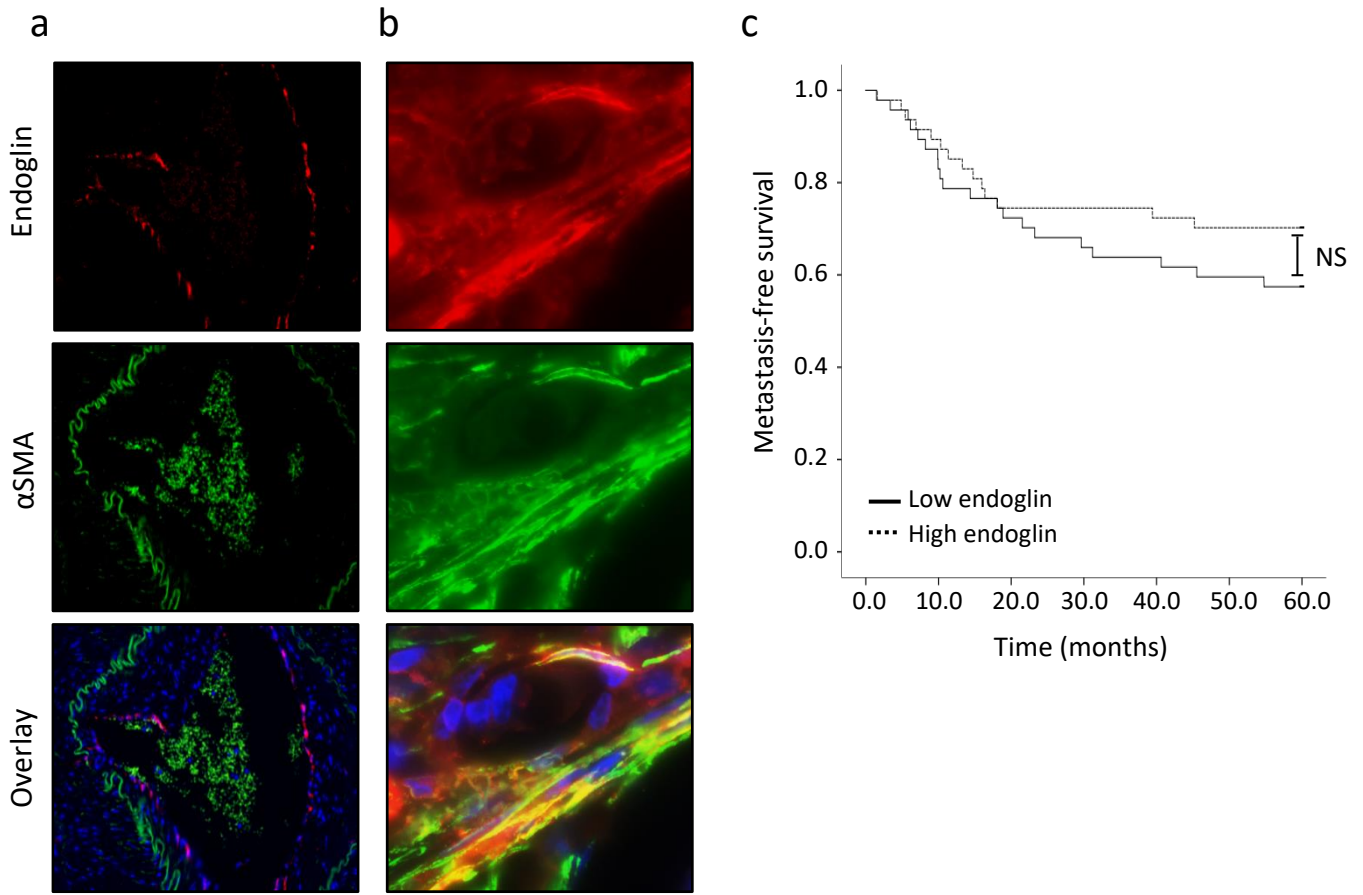 a
b
c
Endoglin
αSMA
Overlay
Metastasis-free survival
1.0
0.8
0.6
0.4
0.2
0.0
NS
Low endoglin
High endoglin
0.0 10.0 20.0 30.0 40.0 50.0 60.0
Time (months)